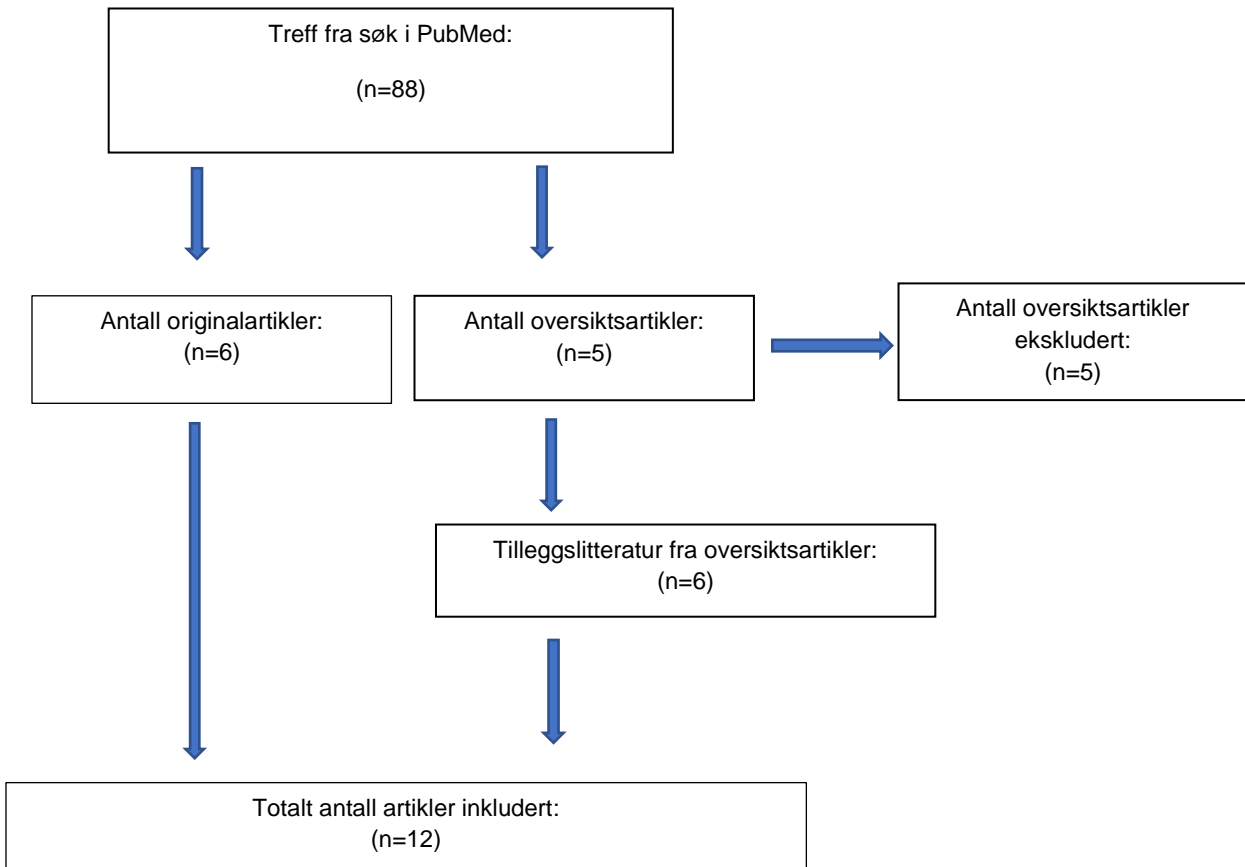 Treff fra søk i PubMed:
(n=88)
Antall originalartikler:
(n=6)
Antall oversiktsartikler:
(n=5)
Antall oversiktsartikler
ekskludert:
(n=5)
Tilleggslitteratur fra oversiktsartikler:
(n=6)
Totalt antall artikler inkludert:
(n=12)